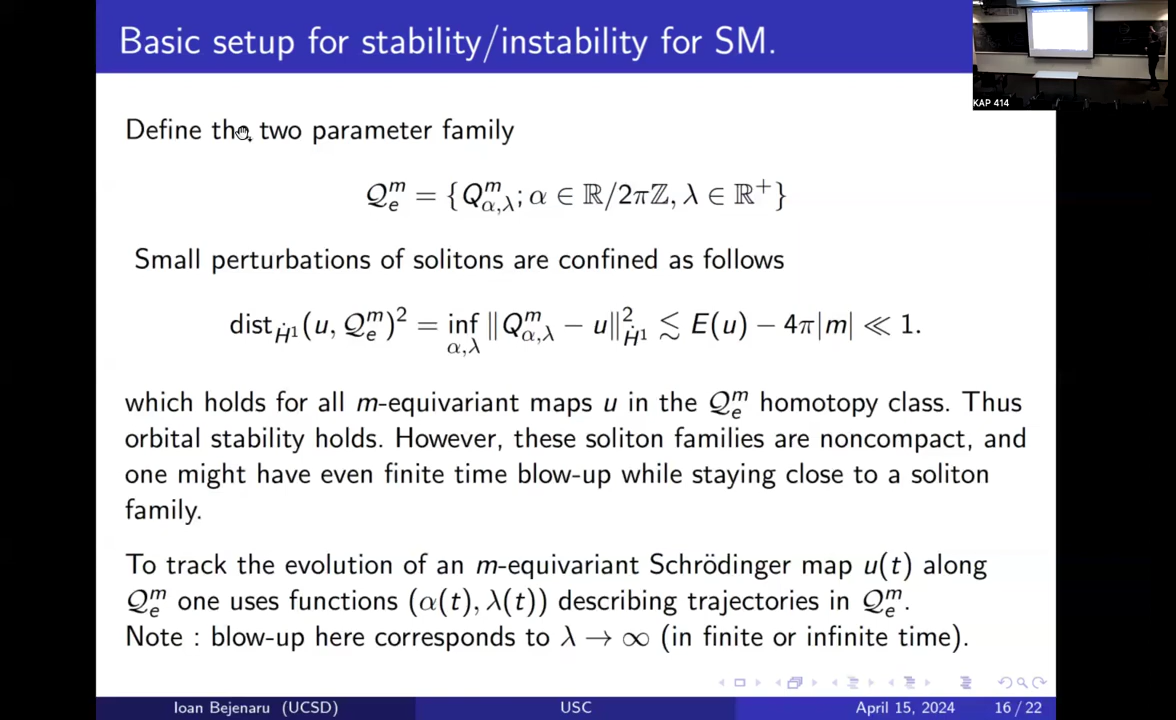 Basic setup for stability/instability for SM.
KAP 414
Define the two parameter family
𝒬ₑᵐ = {Qᵐ_{α,λ}; α ∈ ℝ/2πℤ, λ ∈ ℝ⁺}
Small perturbations of solitons are confined as follows
dist_{Ḣ¹}(u, 𝒬ₑᵐ)² = inf_{α,λ} ‖Qᵐ_{α,λ} − u‖²_{Ḣ¹} ≲ E(u) − 4π|m| ≪ 1.
which holds for all m-equivariant maps u in the 𝒬ₑᵐ homotopy class. Thus
orbital stability holds. However, these soliton families are noncompact, and
one might have even finite time blow-up while staying close to a soliton
family.
To track the evolution of an m-equivariant Schrödinger map u(t) along
𝒬ₑᵐ one uses functions (α(t), λ(t)) describing trajectories in 𝒬ₑᵐ.
Note : blow-up here corresponds to λ → ∞ (in finite or infinite time).
Ioan Bejenaru (UCSD) USC April 15, 2024 16 / 22